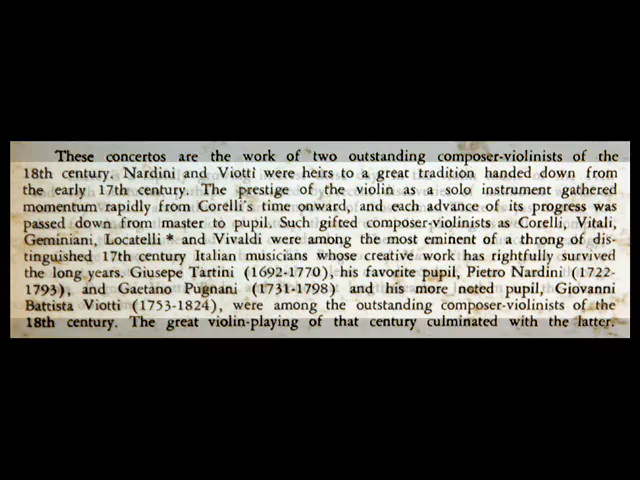 These concertos are the work of two outstanding composer-violinists of the
18th century. Nardini and Viotti were heirs to a great tradition handed down from
the early 17th century. The prestige of the violin as a solo instrument gathered
momentum rapidly from Corelli's time onward, and each advance of its progress was
passed down from master to pupil. Such gifted composer-violinists as Corelli, Vitali,
Geminiani, Locatelli * and Vivaldi were among the most eminent of a throng of dis-
tinguished 17th century Italian musicians whose creative work has rightfully survived
the long years. Giusepe Tartini (1692-1770), his favorite pupil, Pietro Nardini (1722-
1793), and Gaetano Pugnani (1731-1798) and his more noted pupil, Giovanni
Battista Viotti (1753-1824), were among the outstanding composer-violinists of the
18th century. The great violin-playing of that century culminated with the latter.